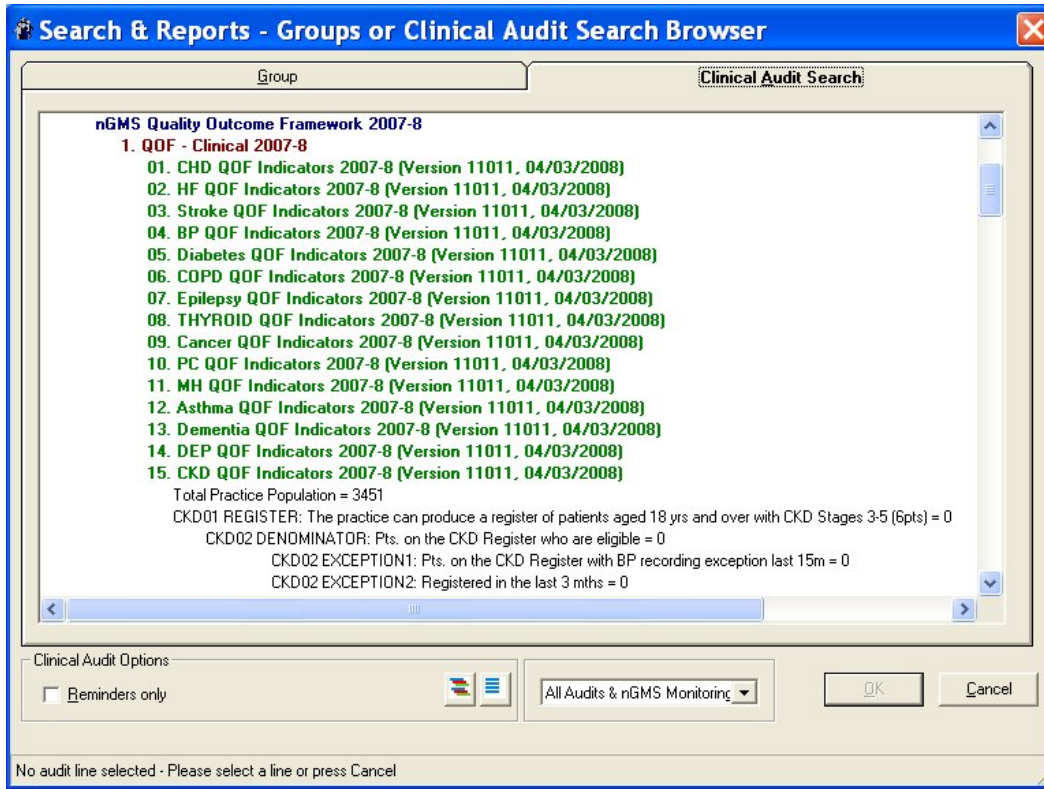 Search & Reports - Groups or Clinical Audit Search Browser
Group
Clinical Audit Search
nGMS Quality Outcome Framework 2007-8
1. QOF - Clinical 2007-8
01. CHD QOF Indicators 2007-8 (Version 11011, 04/03/2008)
02. HF QOF Indicators 2007-8 (Version 11011, 04/03/2008)
03. Stroke QOF Indicators 2007-8 (Version 11011, 04/03/2008)
04. BP QOF Indicators 2007-8 (Version 11011, 04/03/2008)
05. Diabetes QOF Indicators 2007-8 (Version 11011, 04/03/2008)
06. COPD QOF Indicators 2007-8 (Version 11011, 04/03/2008)
07. Epilepsy QOF Indicators 2007-8 (Version 11011, 04/03/2008)
08. THYROID QOF Indicators 2007-8 (Version 11011, 04/03/2008)
09. Cancer QOF Indicators 2007-8 (Version 11011, 04/03/2008)
10. PC QOF Indicators 2007-8 (Version 11011, 04/03/2008)
11. MH QOF Indicators 2007-8 (Version 11011, 04/03/2008)
12. Asthma QOF Indicators 2007-8 (Version 11011, 04/03/2008)
13. Dementia QOF Indicators 2007-8 (Version 11011, 04/03/2008)
14. DEP QOF Indicators 2007-8 (Version 11011, 04/03/2008)
15. CKD QOF Indicators 2007-8 (Version 11011, 04/03/2008)
Total Practice Population = 3451
CKD01 REGISTER: The practice can produce a register of patients aged 18 yrs and over with CKD Stages 3-5 (6pts) = 0
CKD02 DENOMINATOR: Pts. on the CKD Register who are eligible = 0
CKD02 EXCEPTION1: Pts. on the CKD Register with BP recording exception last 15m = 0
CKD02 EXCEPTION2: Registered in the last 3 mths = 0
Clinical Audit Options
Reminders only
All Audits & nGMS Monitoring
OK
Cancel
No audit line selected - Please select a line or press Cancel